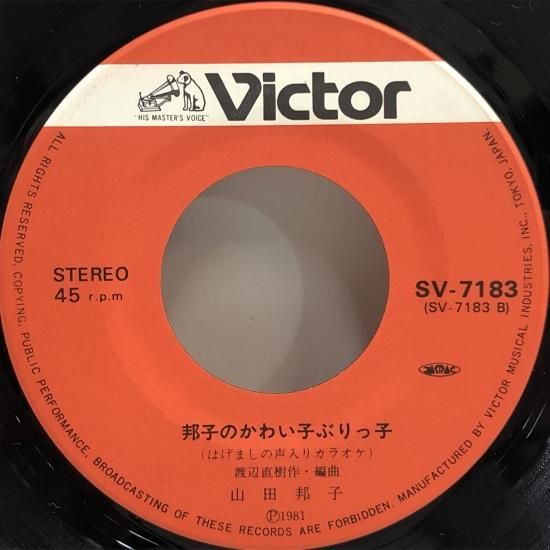 "HIS MASTER'S VOICE"
Victor
STEREO
45 r.p.m
SV-7183
(SV-7183 B)
JASRAC
邦子のかわい子ぶりっ子
(はげましの声入りカラオケ)
渡辺直樹作・編曲
山田邦子
Ⓟ1981
ALL RIGHTS RESERVED, COPYING, PUBLIC PERFORMANCE, BROADCASTING OF THESE RECORDS ARE FORBIDDEN. MANUFACTURED BY VICTOR MUSICAL INDUSTRIES, INC., TOKYO, JAPAN.